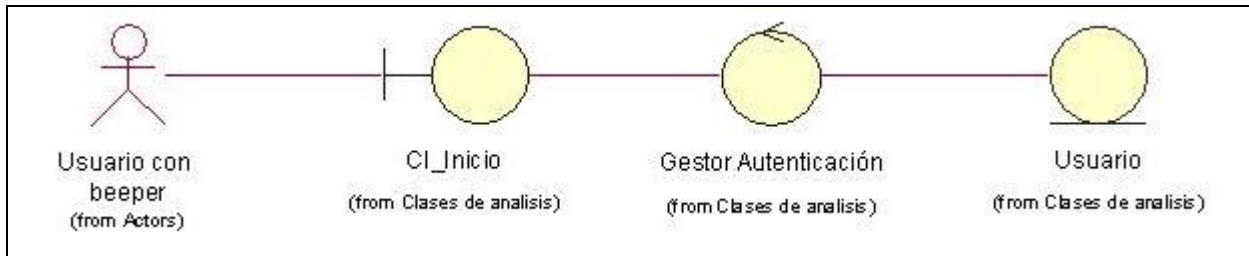 Usuario con
beeper
(from Actors)
CI_Inicio
(from Clases de analisis)
Gestor Autenticación
(from Clases de analisis)
Usuario
(from Clases de analisis)